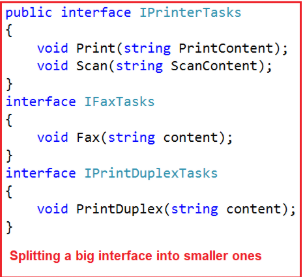 public interface IPrinterTasks
{
    void Print(string PrintContent);
    void Scan(string ScanContent);
}
interface IFaxTasks
{
    void Fax(string content);
}
interface IPrintDuplexTasks
{
    void PrintDuplex(string content);
}
Splitting a big interface into smaller ones